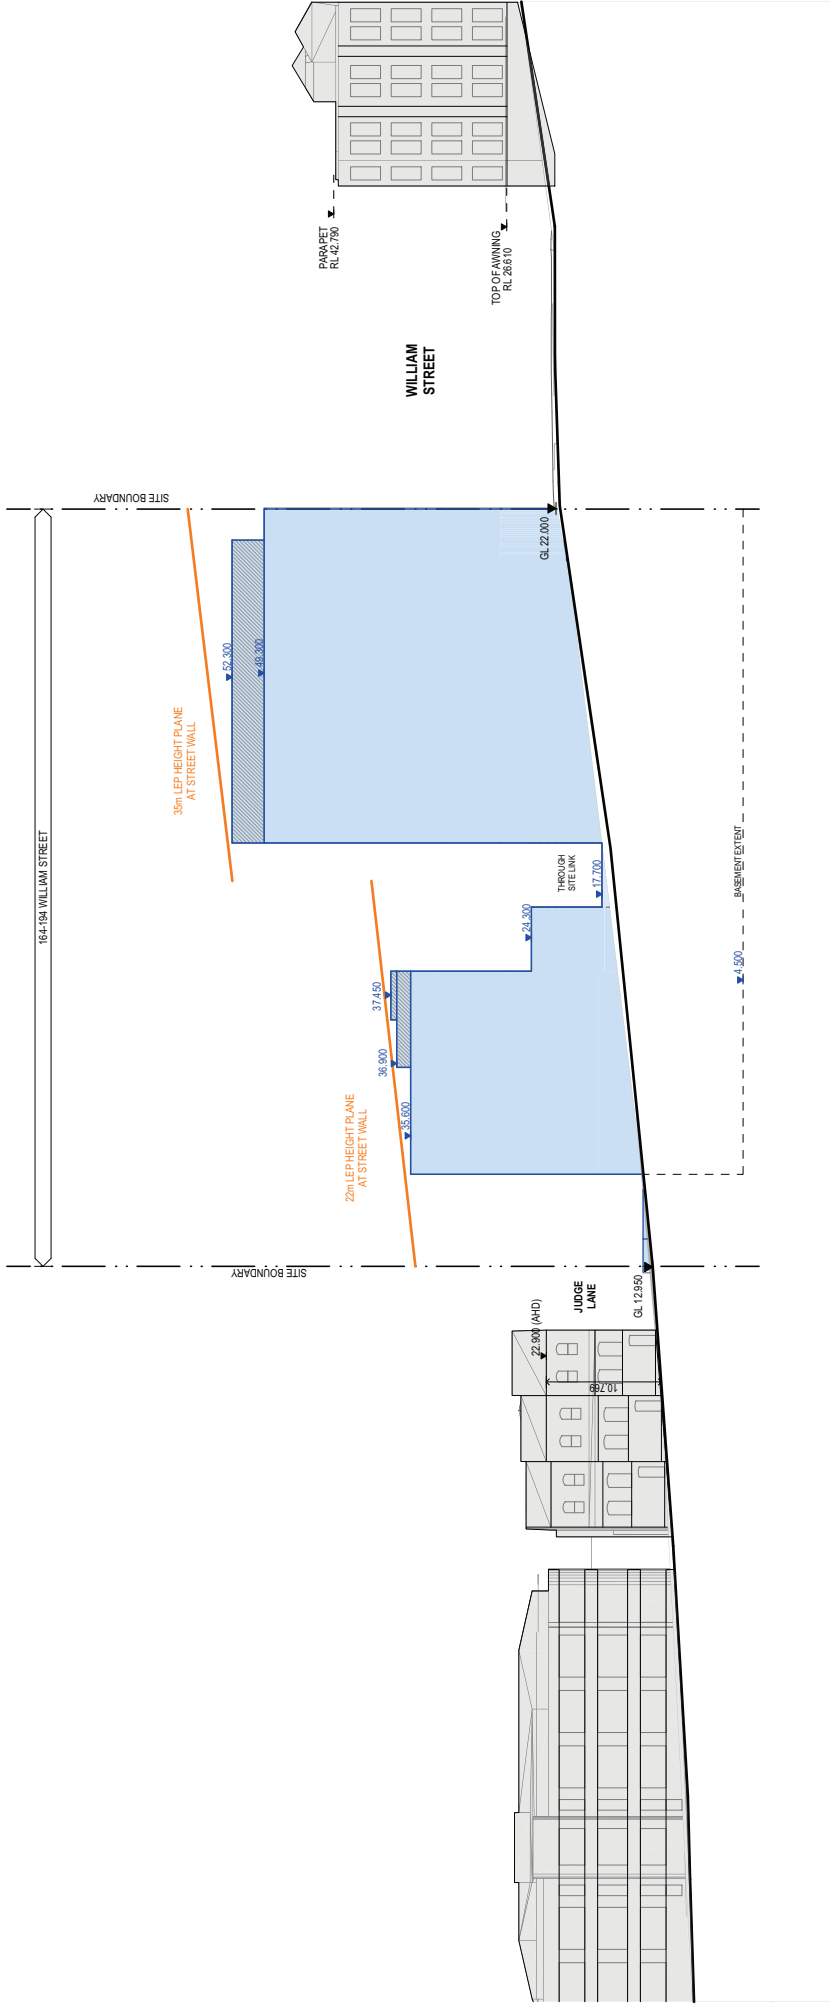 164-194 WILLIAM STREET
SITE BOUNDARY
SITE BOUNDARY
35m LEP HEIGHT PLANE
AT STREET WALL
22m LEP HEIGHT PLANE
AT STREET WALL
52.300
49.300
37.450
36.900
35.600
24.300
THROUGH
SITE LINK
17.700
PARAPET
RL 42.790
TOP OF AWNING
RL 26.610
WILLIAM
STREET
GL 22.000
JUDGE
LANE
22.900 (AHD)
10.769
GL 12.950
BASEMENT EXTENT
4.500